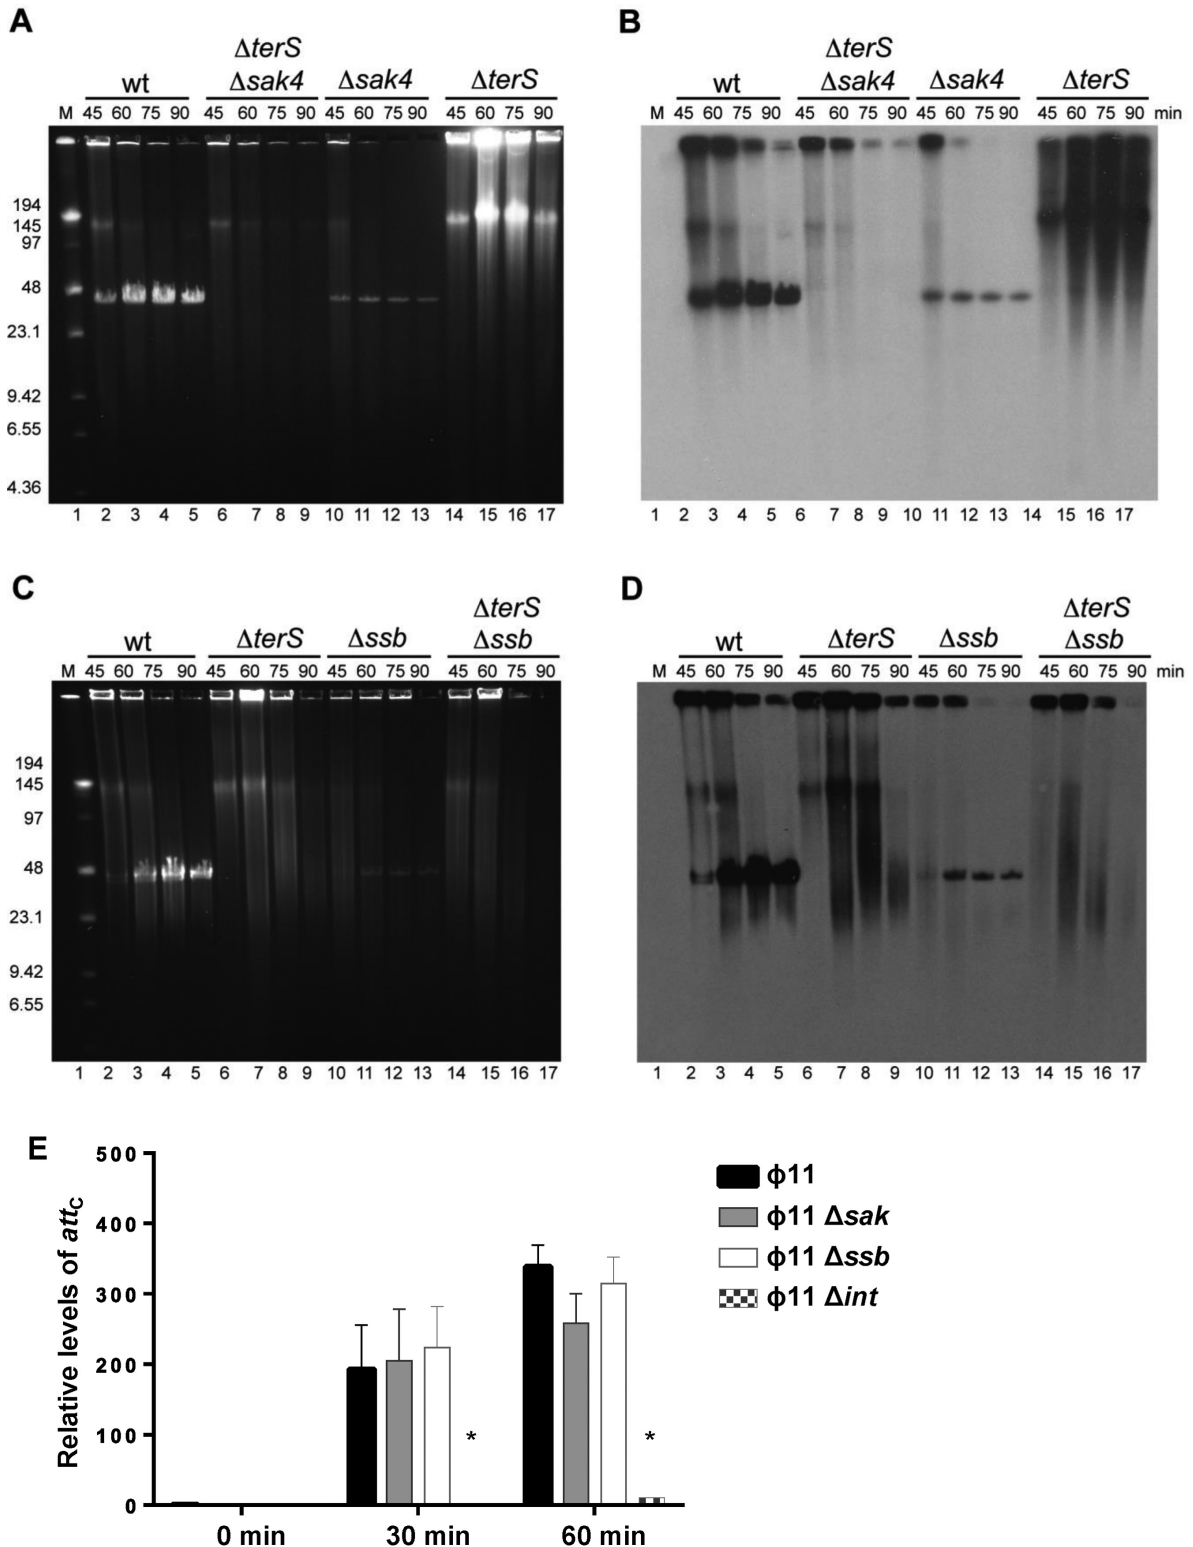 A
ΔterS
wt Δsak4 Δsak4 ΔterS
M 45 60 75 90 45 60 75 90 45 60 75 90 45 60 75 90
194
145
97
48
23.1
9.42
6.55
4.36
1 2 3 4 5 6 7 8 9 10 11 12 13 14 15 16 17
B
ΔterS
wt Δsak4 Δsak4 ΔterS
M 45 60 75 90 45 60 75 90 45 60 75 90 45 60 75 90 min
1 2 3 4 5 6 7 8 9 10 11 12 13 14 15 16 17
C
ΔterS
wt ΔterS Δssb Δssb
M 45 60 75 90 45 60 75 90 45 60 75 90 45 60 75 90
194
145
97
48
23.1
9.42
6.55
1 2 3 4 5 6 7 8 9 10 11 12 13 14 15 16 17
D
ΔterS
wt ΔterS Δssb Δssb
M 45 60 75 90 45 60 75 90 45 60 75 90 45 60 75 90 min
1 2 3 4 5 6 7 8 9 10 11 12 13 14 15 16 17
E
Relative levels of attC
500
400
300
200
100
0
* *
0 min 30 min 60 min
ϕ11
ϕ11 Δsak
ϕ11 Δssb
ϕ11 Δint